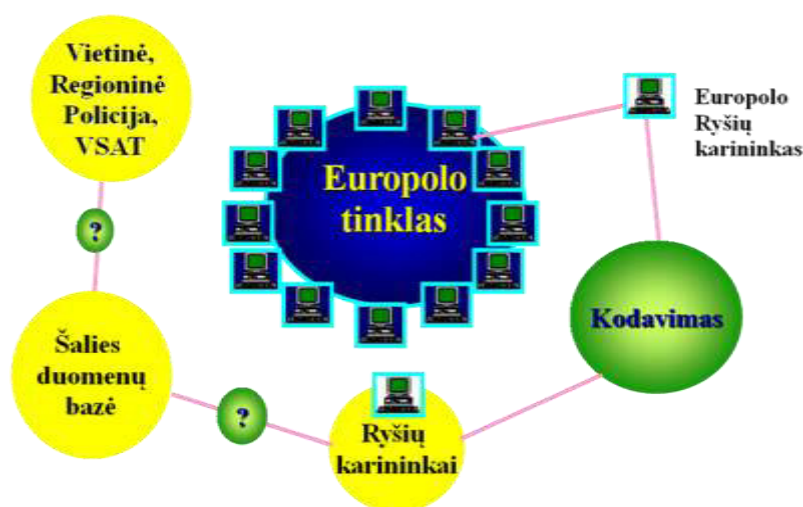 Vietinė,
Regioninė
Policija,
VSAT
?
Šalies
duomenų
bazė
?
Ryšių
karininkai
Kodavimas
Europolo
Ryšių
karininkas
Europolo
tinklas